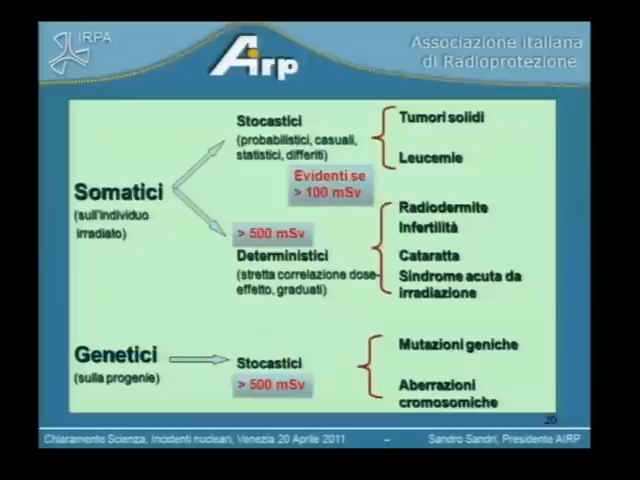 IRPA
Airp
Associazione Italiana
di Radioprotezione
Stocastici
(probabilistici, casuali,
statistici, differiti)
Tumori solidi
Leucemie
Evidenti se
> 100 mSv
Somatici
(sull'individuo
irradiato)
> 500 mSv
Deterministici
(stretta correlazione dose-
effetto, graduati)
Radiodermite
Infertilità
Cataratta
Sindrome acuta da
irradiazione
Genetici
(sulla progenie)
Stocastici
> 500 mSv
Mutazioni geniche
Aberrazioni
cromosomiche
20
Chiaramente Scienza, Incidenti nucleari, Venezia 20 Aprile 2011 – Sandro Sandri, Presidente AIRP